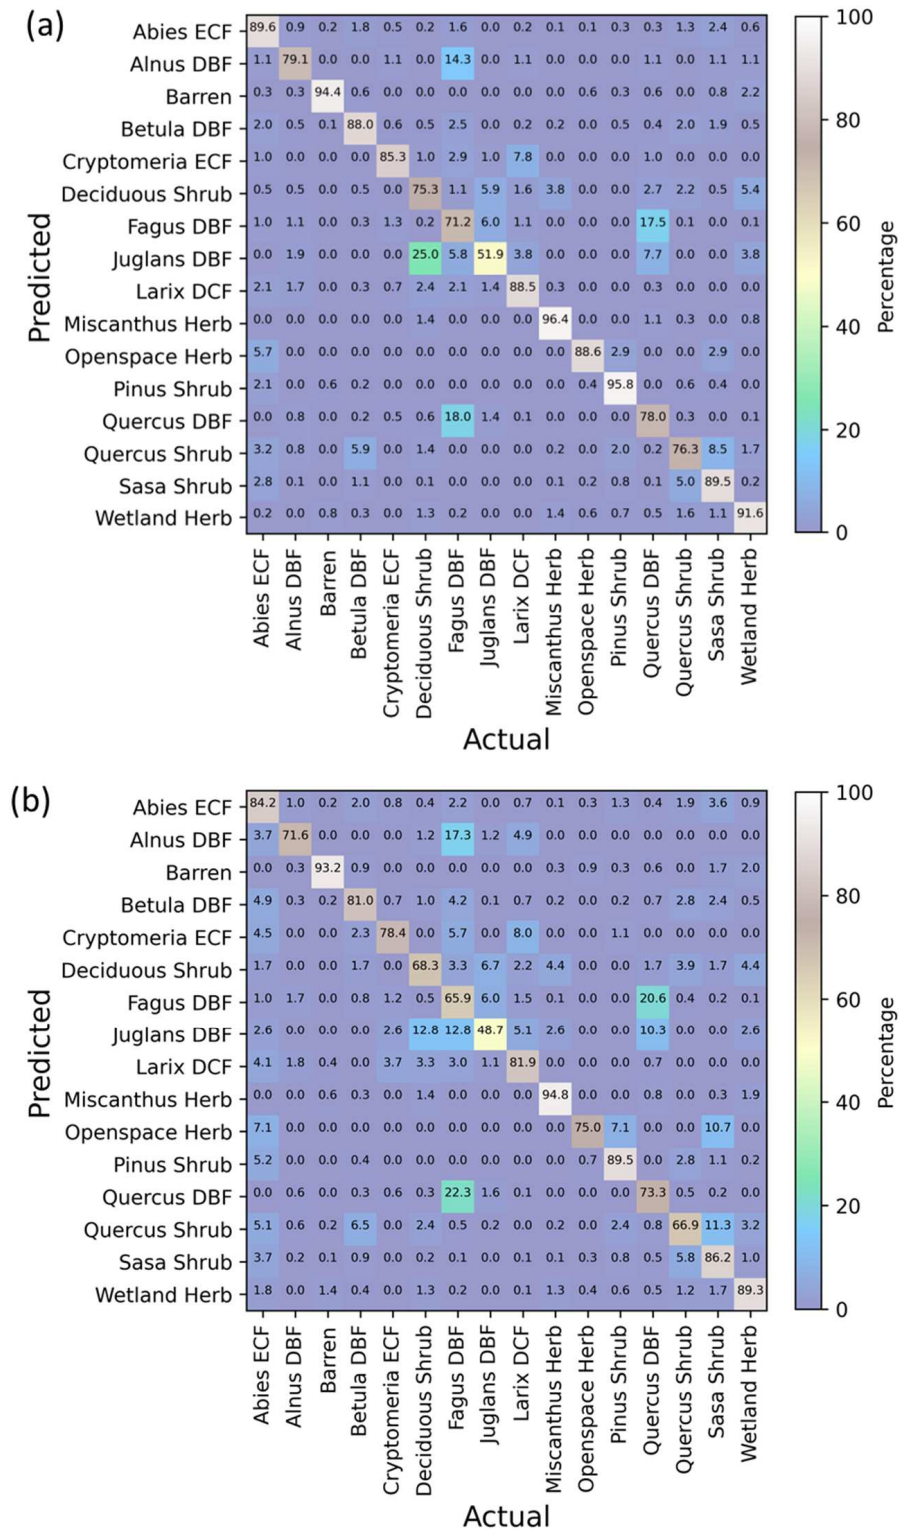 (a)
Abies ECF 89.6 0.9 0.2 1.8 0.5 0.2 1.6 0.0 0.2 0.1 0.1 0.3 0.3 1.3 2.4 0.6
Alnus DBF 1.1 79.1 0.0 0.0 1.1 0.0 14.3 0.0 1.1 0.0 0.0 0.0 1.1 0.0 1.1 1.1
Barren 0.3 0.3 94.4 0.6 0.0 0.0 0.0 0.0 0.0 0.0 0.6 0.3 0.6 0.0 0.8 2.2
Betula DBF 2.0 0.5 0.1 88.0 0.6 0.5 2.5 0.0 0.2 0.2 0.0 0.5 0.4 2.0 1.9 0.5
Cryptomeria ECF 1.0 0.0 0.0 0.0 85.3 1.0 2.9 1.0 7.8 0.0 0.0 0.0 1.0 0.0 0.0 0.0
Deciduous Shrub 0.5 0.5 0.0 0.5 0.0 75.3 1.1 5.9 1.6 3.8 0.0 0.0 2.7 2.2 0.5 5.4
Fagus DBF 1.0 1.1 0.0 0.3 1.3 0.2 71.2 6.0 1.1 0.0 0.0 0.0 17.5 0.1 0.0 0.1
Juglans DBF 0.0 1.9 0.0 0.0 0.0 25.0 5.8 51.9 3.8 0.0 0.0 0.0 7.7 0.0 0.0 3.8
Larix DCF 2.1 1.7 0.0 0.3 0.7 2.4 2.1 1.4 88.5 0.3 0.0 0.0 0.3 0.0 0.0 0.0
Miscanthus Herb 0.0 0.0 0.0 0.0 0.0 1.4 0.0 0.0 0.0 96.4 0.0 0.0 1.1 0.3 0.0 0.8
Openspace Herb 5.7 0.0 0.0 0.0 0.0 0.0 0.0 0.0 0.0 0.0 88.6 2.9 0.0 0.0 2.9 0.0
Pinus Shrub 2.1 0.0 0.6 0.2 0.0 0.0 0.0 0.0 0.0 0.0 0.4 95.8 0.0 0.6 0.4 0.0
Quercus DBF 0.0 0.8 0.0 0.2 0.5 0.6 18.0 1.4 0.1 0.0 0.0 0.0 78.0 0.3 0.0 0.1
Quercus Shrub 3.2 0.8 0.0 5.9 0.0 1.4 0.0 0.0 0.0 0.2 0.0 2.0 0.2 76.3 8.5 1.7
Sasa Shrub 2.8 0.1 0.0 1.1 0.0 0.1 0.0 0.0 0.0 0.1 0.2 0.8 0.1 5.0 89.5 0.2
Wetland Herb 0.2 0.0 0.8 0.3 0.0 1.3 0.2 0.0 0.0 1.4 0.6 0.7 0.5 1.6 1.1 91.6
Predicted
Abies ECF
Alnus DBF
Barren
Betula DBF
Cryptomeria ECF
Deciduous Shrub
Fagus DBF
Juglans DBF
Larix DCF
Miscanthus Herb
Openspace Herb
Pinus Shrub
Quercus DBF
Quercus Shrub
Sasa Shrub
Wetland Herb
Actual
100
80
60
40
20
0
Percentage
(b)
Abies ECF 84.2 1.0 0.2 2.0 0.8 0.4 2.2 0.0 0.7 0.1 0.3 1.3 0.4 1.9 3.6 0.9
Alnus DBF 3.7 71.6 0.0 0.0 0.0 1.2 17.3 1.2 4.9 0.0 0.0 0.0 0.0 0.0 0.0 0.0
Barren 0.0 0.3 93.2 0.9 0.0 0.0 0.0 0.0 0.0 0.3 0.9 0.3 0.6 0.0 1.7 2.0
Betula DBF 4.9 0.3 0.2 81.0 0.7 1.0 4.2 0.1 0.7 0.2 0.0 0.2 0.7 2.8 2.4 0.5
Cryptomeria ECF 4.5 0.0 0.0 2.3 78.4 0.0 5.7 0.0 8.0 0.0 0.0 1.1 0.0 0.0 0.0 0.0
Deciduous Shrub 1.7 0.0 0.0 1.7 0.0 68.3 3.3 6.7 2.2 4.4 0.0 0.0 1.7 3.9 1.7 4.4
Fagus DBF 1.0 1.7 0.0 0.8 1.2 0.5 65.9 6.0 1.5 0.1 0.0 0.0 20.6 0.4 0.2 0.1
Juglans DBF 2.6 0.0 0.0 0.0 2.6 12.8 12.8 48.7 5.1 2.6 0.0 0.0 10.3 0.0 0.0 2.6
Larix DCF 4.1 1.8 0.4 0.0 3.7 3.3 3.0 1.1 81.9 0.0 0.0 0.0 0.7 0.0 0.0 0.0
Miscanthus Herb 0.0 0.0 0.6 0.3 0.0 1.4 0.0 0.0 0.0 94.8 0.0 0.0 0.8 0.0 0.3 1.9
Openspace Herb 7.1 0.0 0.0 0.0 0.0 0.0 0.0 0.0 0.0 0.0 75.0 7.1 0.0 0.0 10.7 0.0
Pinus Shrub 5.2 0.0 0.0 0.4 0.0 0.0 0.0 0.0 0.0 0.0 0.7 89.5 0.0 2.8 1.1 0.2
Quercus DBF 0.0 0.6 0.0 0.3 0.6 0.3 22.3 1.6 0.1 0.0 0.0 0.0 73.3 0.5 0.2 0.0
Quercus Shrub 5.1 0.6 0.2 6.5 0.0 2.4 0.5 0.2 0.0 0.2 0.0 2.4 0.8 66.9 11.3 3.2
Sasa Shrub 3.7 0.2 0.1 0.9 0.0 0.2 0.1 0.0 0.1 0.1 0.3 0.8 0.5 5.8 86.2 1.0
Wetland Herb 1.8 0.0 1.4 0.4 0.0 1.3 0.2 0.0 0.1 1.3 0.4 0.6 0.5 1.2 1.7 89.3
Predicted
Abies ECF
Alnus DBF
Barren
Betula DBF
Cryptomeria ECF
Deciduous Shrub
Fagus DBF
Juglans DBF
Larix DCF
Miscanthus Herb
Openspace Herb
Pinus Shrub
Quercus DBF
Quercus Shrub
Sasa Shrub
Wetland Herb
Actual
100
80
60
40
20
0
Percentage